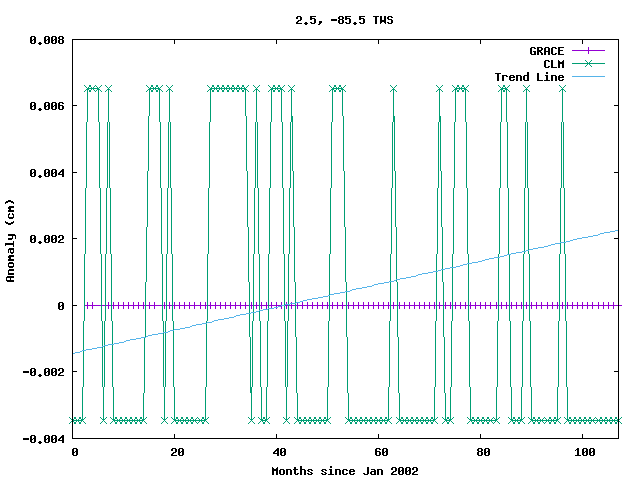 2.5, -85.5 TWS
GRACE
CLM
Trend Line
0.008
0.006
0.004
0.002
0
-0.002
-0.004
Anomaly (cm)
0 20 40 60 80 100
Months since Jan 2002